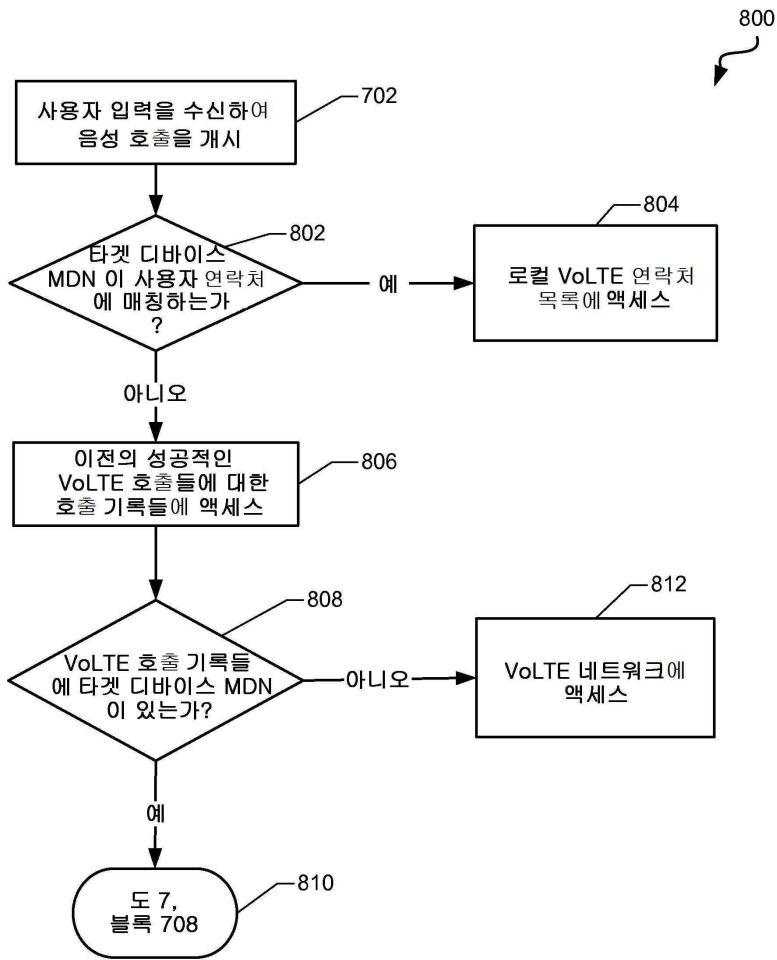 800
사용자 입력을 수신하여
음성 호출을 개시
702
타겟 디바이스
MDN 이 사용자 연락처
에 매칭하는가
?
802
예
804
로컬 VoLTE 연락처
목록에 액세스
아니오
이전의 성공적인
VoLTE 호출들에 대한
호출 기록들에 액세스
806
VoLTE 호출 기록들
에 타겟 디바이스 MDN
이 있는가?
808
아니오
812
VoLTE 네트워크에
액세스
예
도 7,
블록 708
810